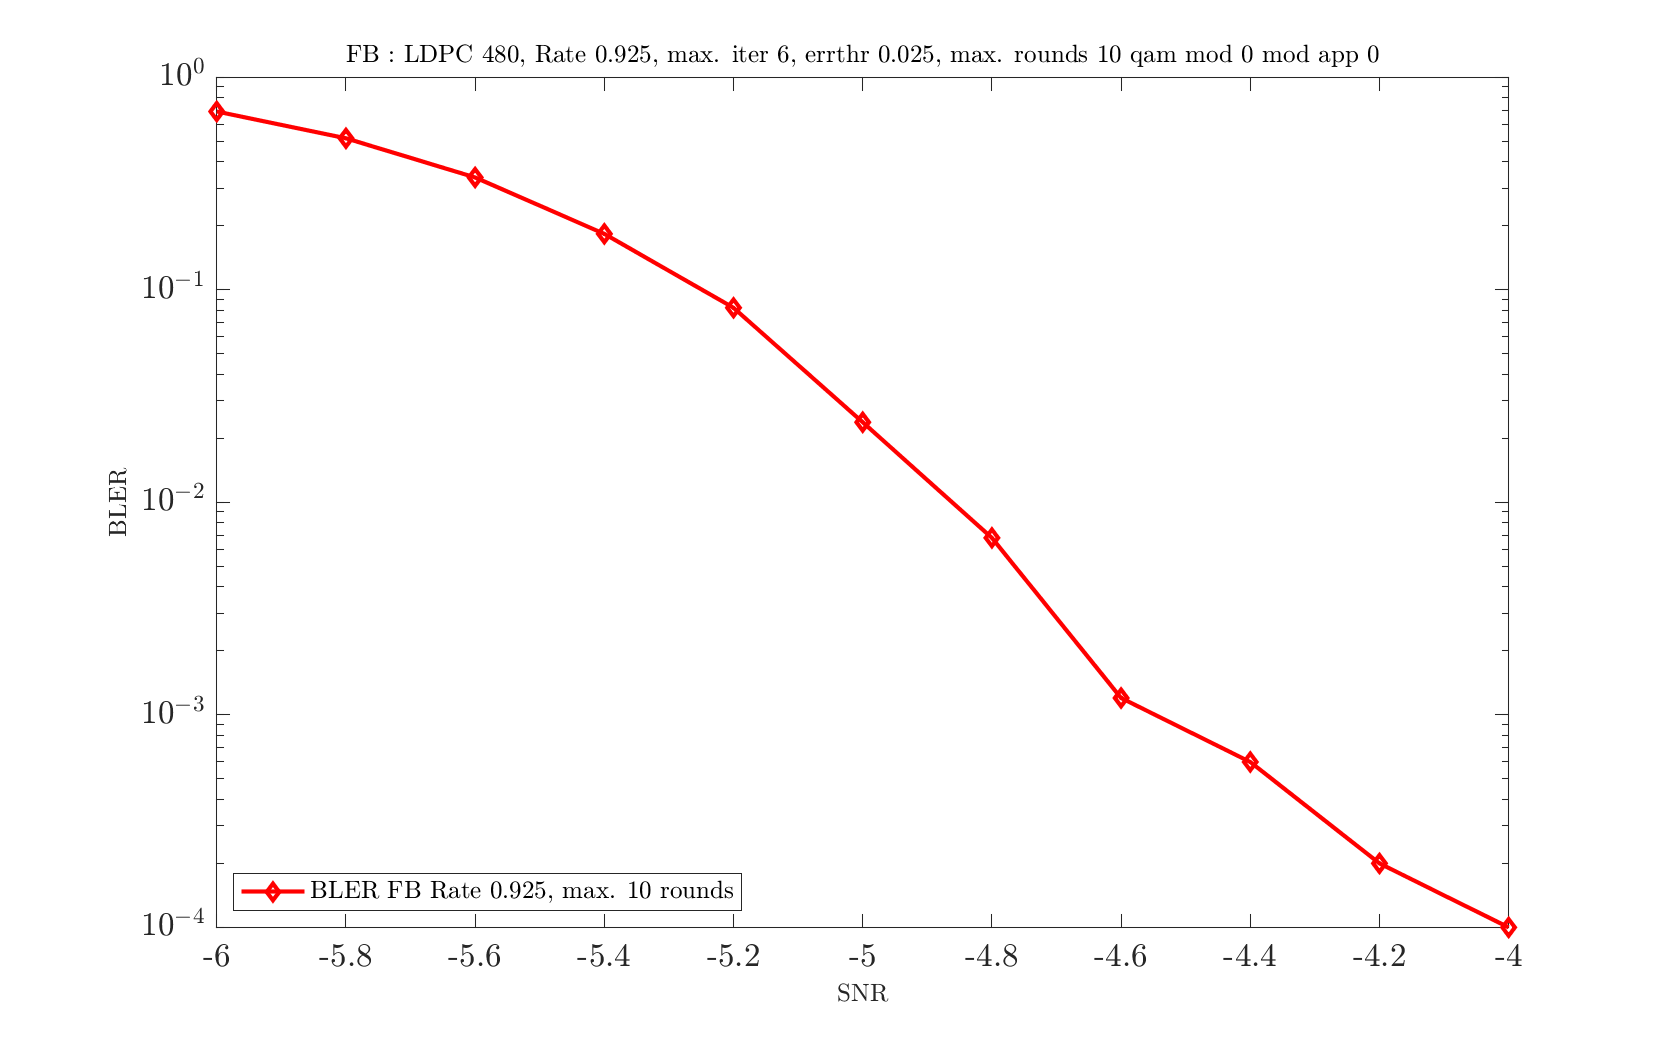 FB : LDPC 480, Rate 0.925, max. iter 6, errthr 0.025, max. rounds 10 qam mod 0 mod app 0
10^0
10^{-1}
10^{-2}
10^{-3}
10^{-4}
BLER
BLER FB Rate 0.925, max. 10 rounds
-6 -5.8 -5.6 -5.4 -5.2 -5 -4.8 -4.6 -4.4 -4.2 -4
SNR